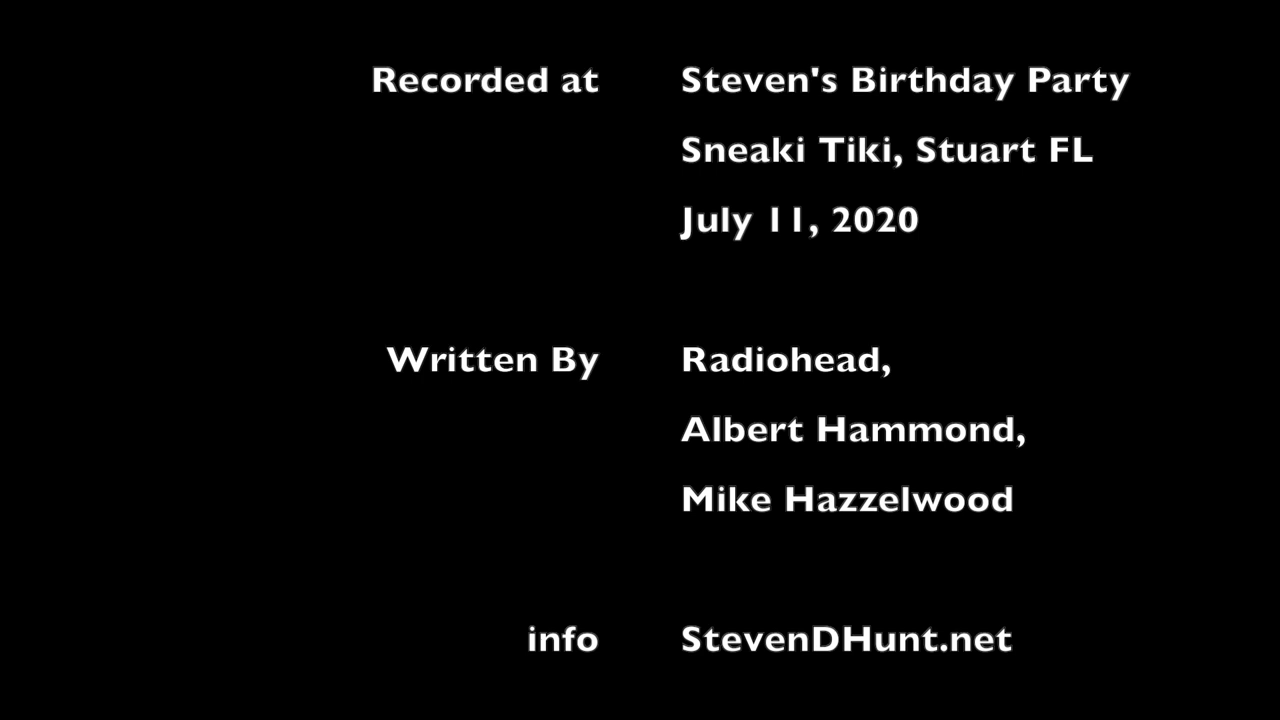 Recorded at Steven's Birthday Party
Sneaki Tiki, Stuart FL
July 11, 2020
Written By Radiohead,
Albert Hammond,
Mike Hazzelwood
info StevenDHunt.net